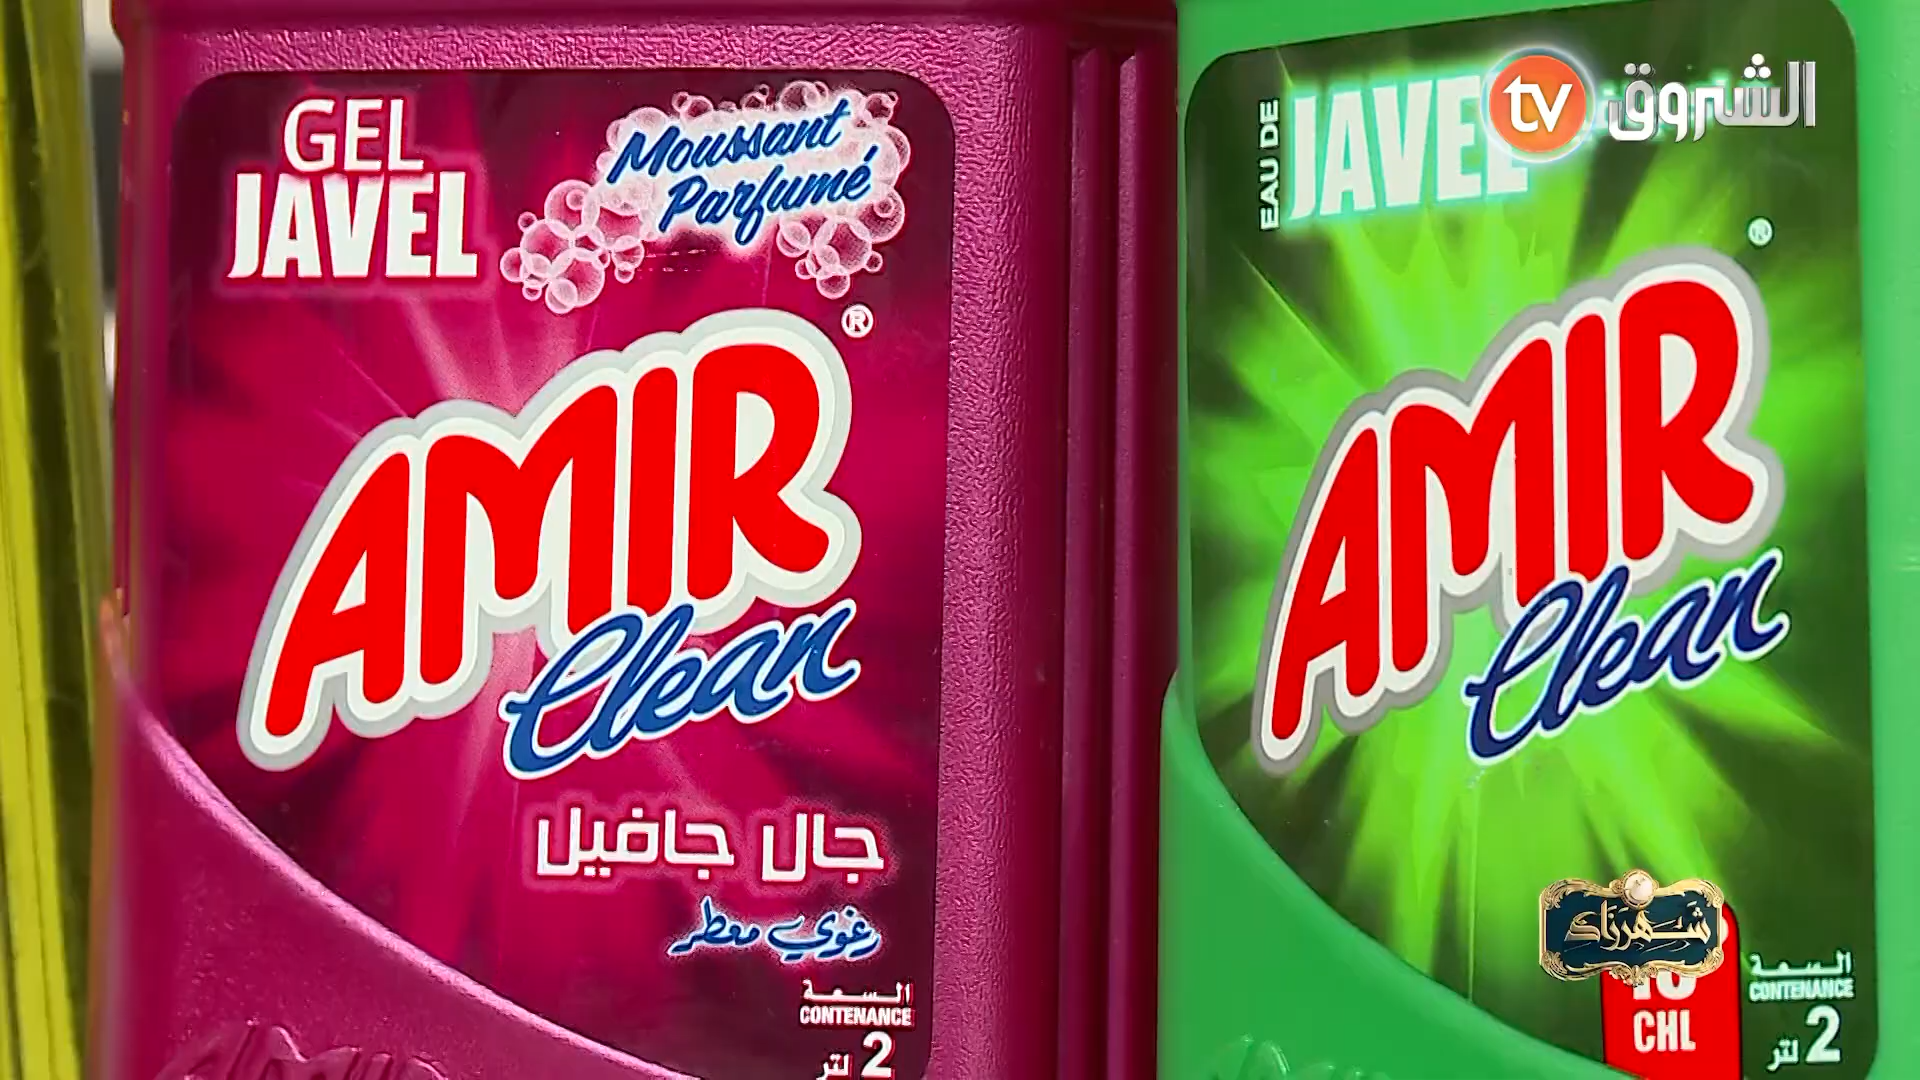 GEL
JAVEL
Moussant
Parfumé
®
AMIR
Clean
جال جافيل
رغوي معطر
السعة
CONTENANCE
2 لتر
EAU DE
JAVEL
الشروق tv
®
AMIR
Clean
شهرزاد
CHL
السعة
CONTENANCE
2 لتر